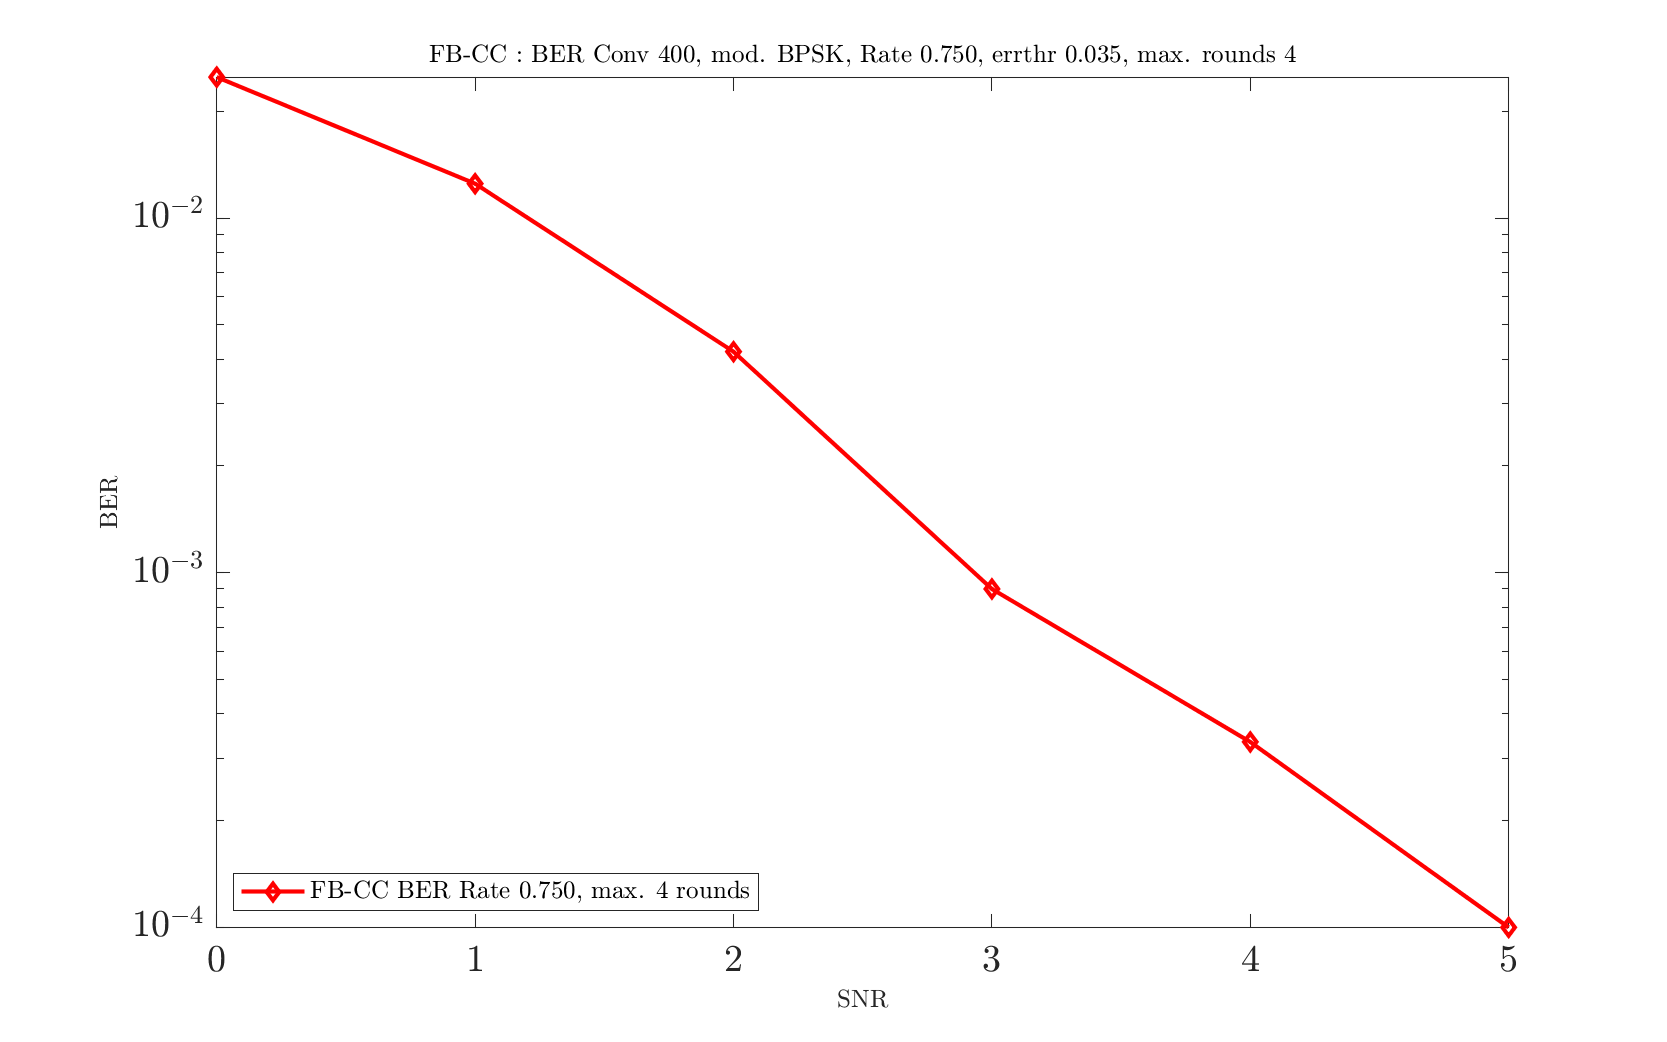 FB-CC : BER Conv 400, mod. BPSK, Rate 0.750, errthr 0.035, max. rounds 4
10⁻²
10⁻³
10⁻⁴
BER
FB-CC BER Rate 0.750, max. 4 rounds
0 1 2 3 4 5
SNR